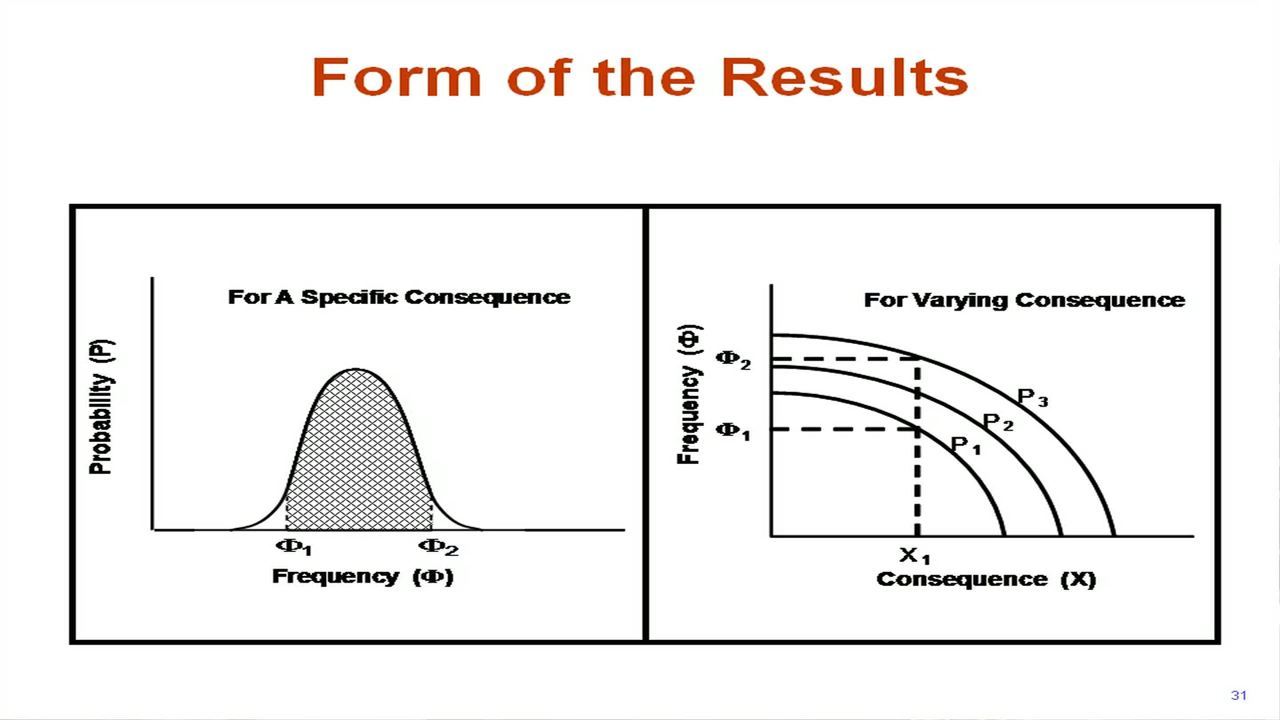 Form of the Results
For A Specific Consequence
Probability (P)
Φ1
Φ2
Frequency (Φ)
For Varying Consequence
Frequency (Φ)
Φ2
Φ1
P3
P2
P1
X1
Consequence (X)
31